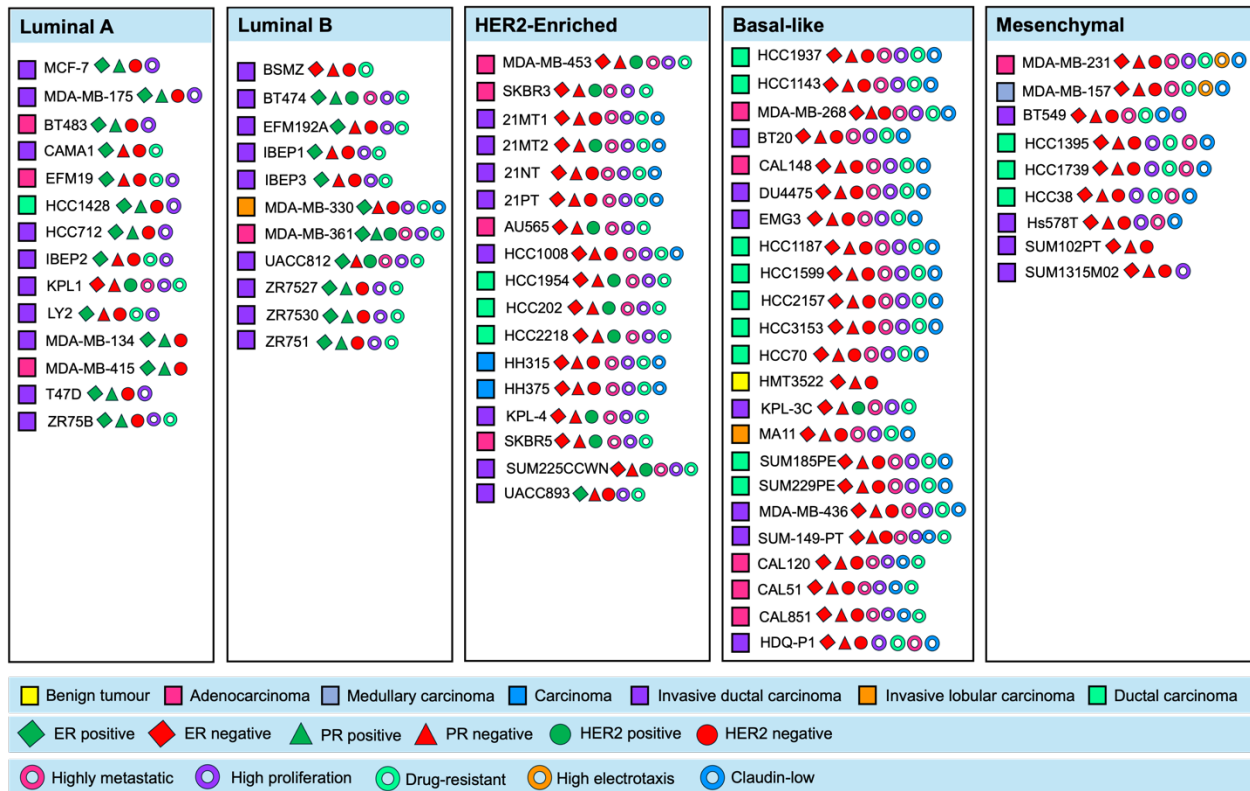 Luminal A
MCF-7
MDA-MB-175
BT483
CAMA1
EFM19
HCC1428
HCC712
IBEP2
KPL1
LY2
MDA-MB-134
MDA-MB-415
T47D
ZR75B
Luminal B
BSMZ
BT474
EFM192A
IBEP1
IBEP3
MDA-MB-330
MDA-MB-361
UACC812
ZR7527
ZR7530
ZR751
HER2-Enriched
MDA-MB-453
SKBR3
21MT1
21MT2
21NT
21PT
AU565
HCC1008
HCC1954
HCC202
HCC2218
HH315
HH375
KPL-4
SKBR5
SUM225CCWN
UACC893
Basal-like
HCC1937
HCC1143
MDA-MB-268
BT20
CAL148
DU4475
EMG3
HCC1187
HCC1599
HCC2157
HCC3153
HCC70
HMT3522
KPL-3C
MA11
SUM185PE
SUM229PE
MDA-MB-436
SUM-149-PT
CAL120
CAL51
CAL851
HDQ-P1
Mesenchymal
MDA-MB-231
MDA-MB-157
BT549
HCC1395
HCC1739
HCC38
Hs578T
SUM102PT
SUM1315M02
Benign tumour Adenocarcinoma Medullary carcinoma Carcinoma Invasive ductal carcinoma Invasive lobular carcinoma Ductal carcinoma
ER positive ER negative PR positive PR negative HER2 positive HER2 negative
Highly metastatic High proliferation Drug-resistant High electrotaxis Claudin-low